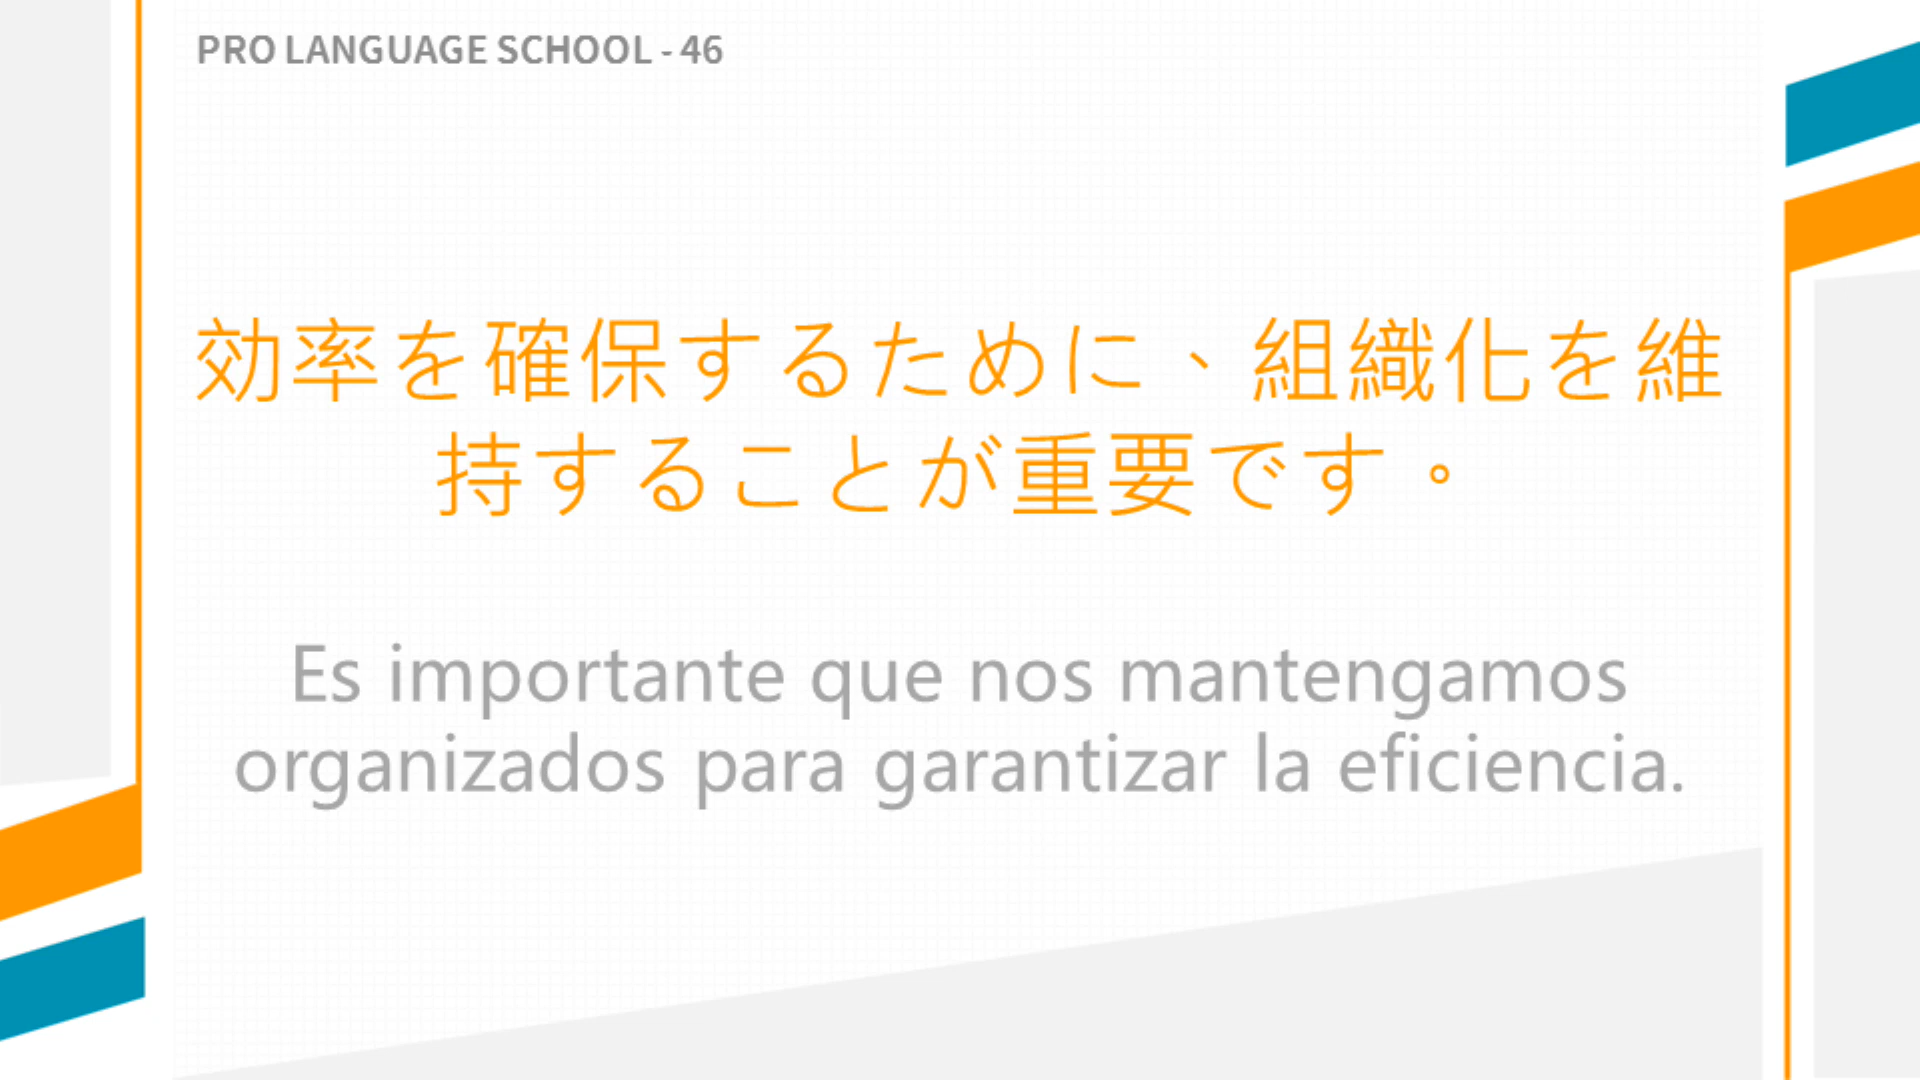 PRO LANGUAGE SCHOOL - 46
効率を確保するために、組織化を維
持することが重要です。
Es importante que nos mantengamos
organizados para garantizar la eficiencia.